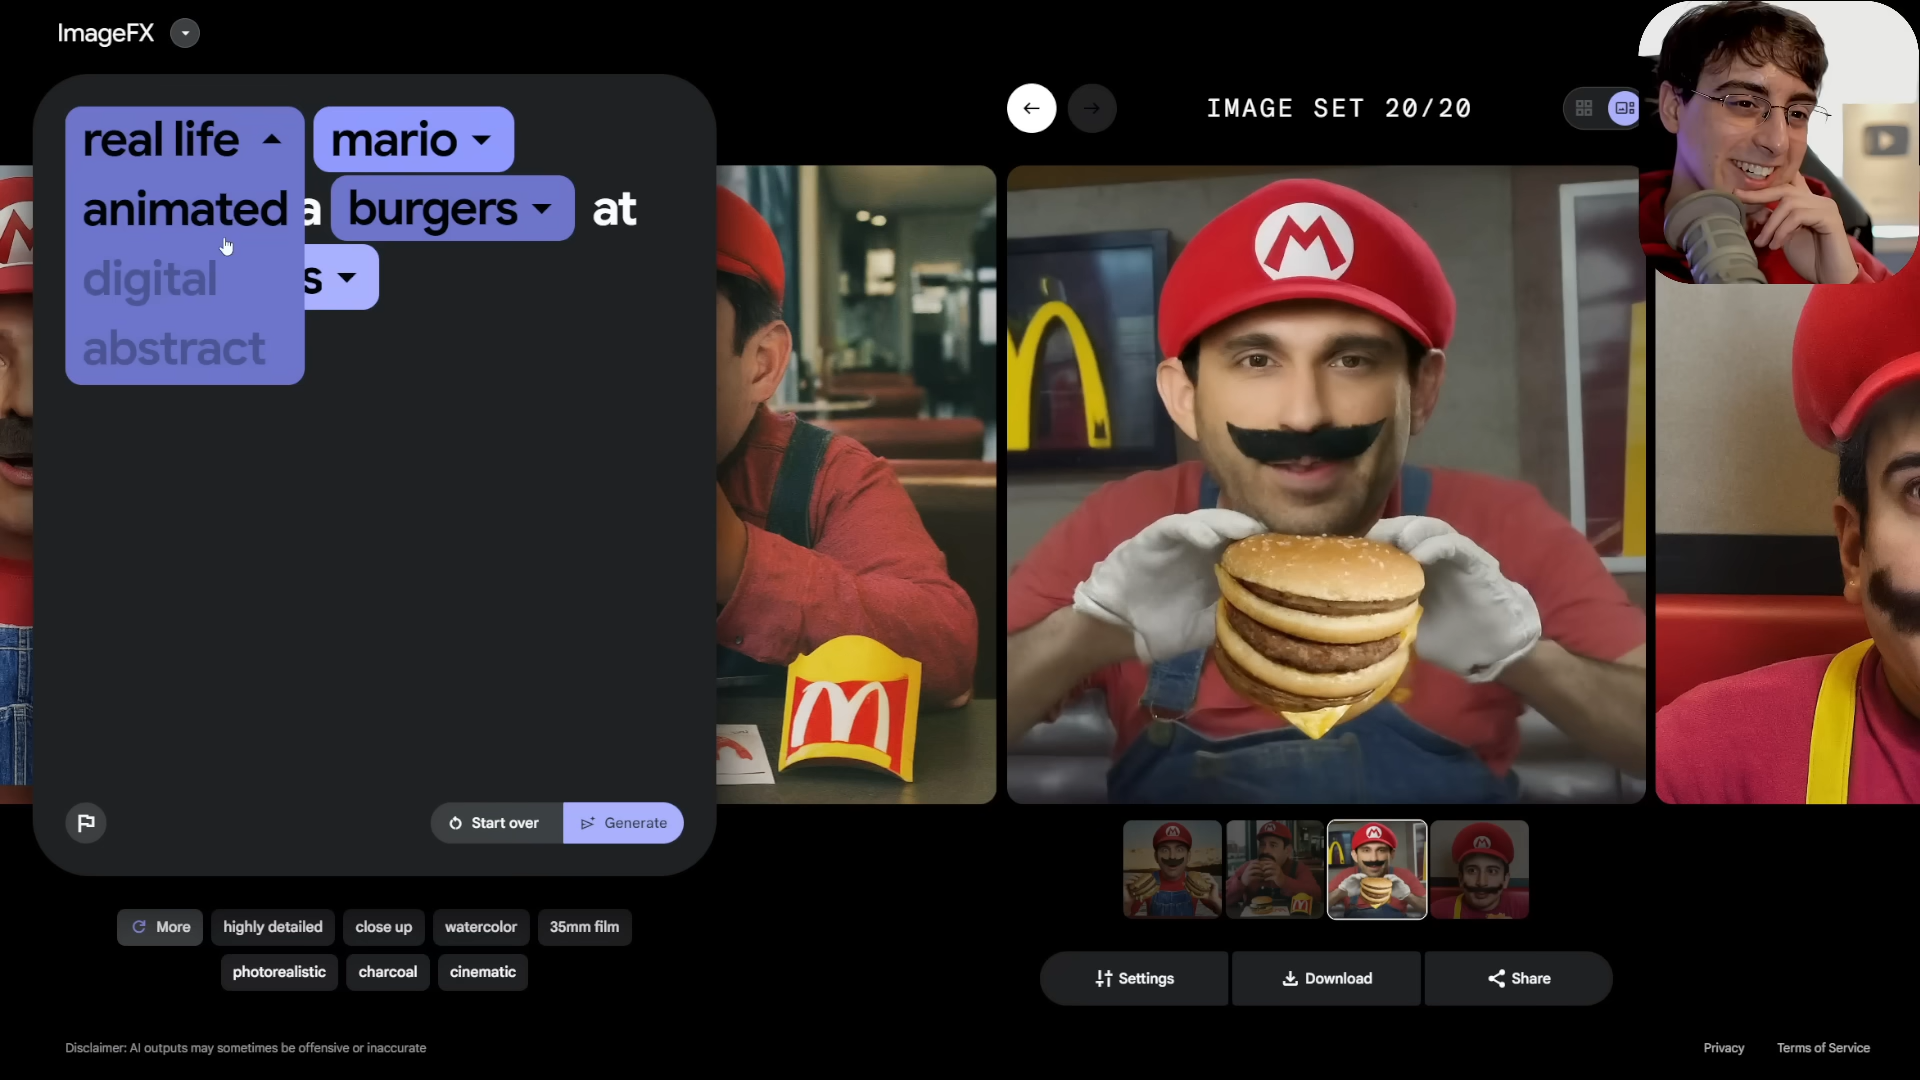 ImageFX
IMAGE SET 20/20
real life mario
animated a burgers at
digital s
abstract
M
M
Start over Generate
More highly detailed close up watercolor 35mm film
photorealistic charcoal cinematic
Settings Download Share
Disclaimer: AI outputs may sometimes be offensive or inaccurate
Privacy Terms of Service